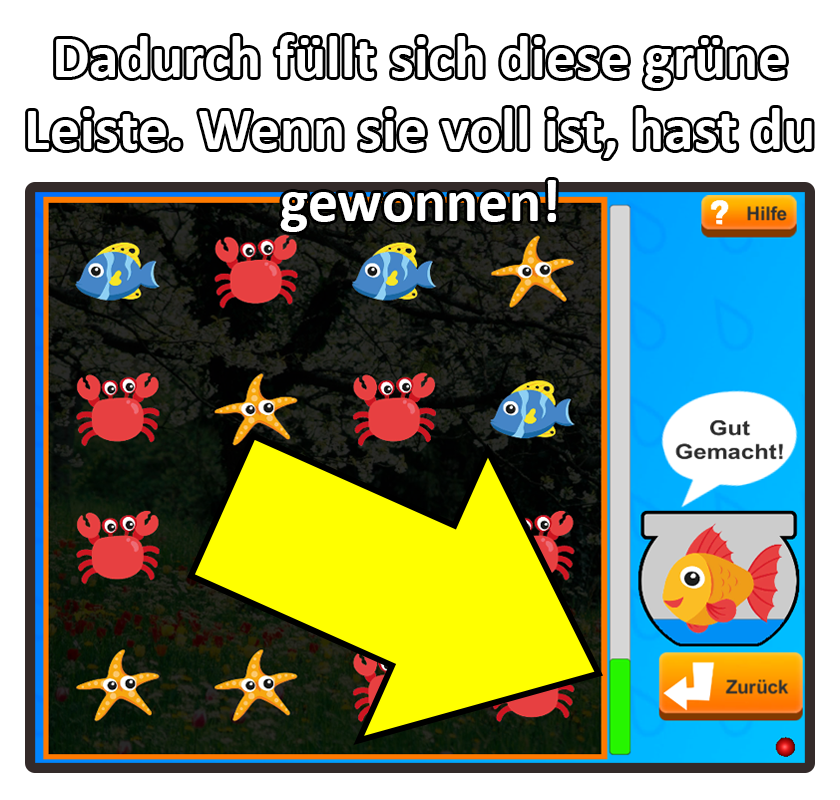 Dadurch füllt sich diese grüne
Leiste. Wenn sie voll ist, hast du
gewonnen!
? Hilfe
Gut
Gemacht!
Zurück